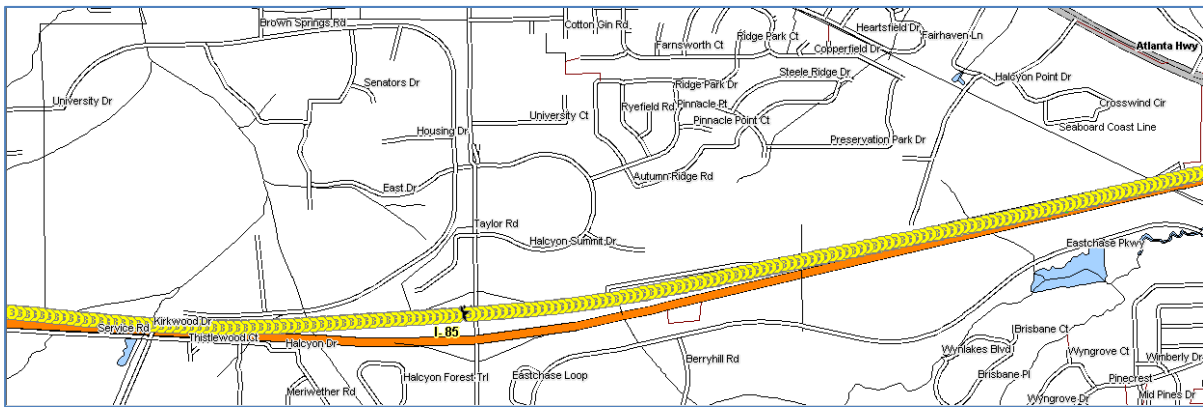 Brown Springs Rd
Cotton Gin Rd
Ridge Park Ct
Heartsfield Dr
Fairhaven Ln
Farnsworth Ct
Copperfield Dr
Atlanta Hwy
Senators Dr
Ridge Park Dr
Steele Ridge Dr
Halcyon Point Dr
University Dr
Ryefield Rd
Pinnacle Pt
Crosswind Cir
University Ct
Pinnacle Point Ct
Seaboard Coast Line
Housing Dr
Preservation Park Dr
East Dr
Autumn Ridge Rd
Taylor Rd
Halcyon Summit Dr
Eastchase Pkwy
Kirkwood Dr
Service Rd
I- 85
Thistlewood Ct
Halcyon Dr
Brisbane Ct
Wynlakes Blvd
Wyngrove Ct
Wimberly Dr
Berryhill Rd
Halcyon Forest Trl
Eastchase Loop
Brisbane Pl
Pinecrest
Meriwether Rd
Wyngrove Dr
Mid Pines Dr